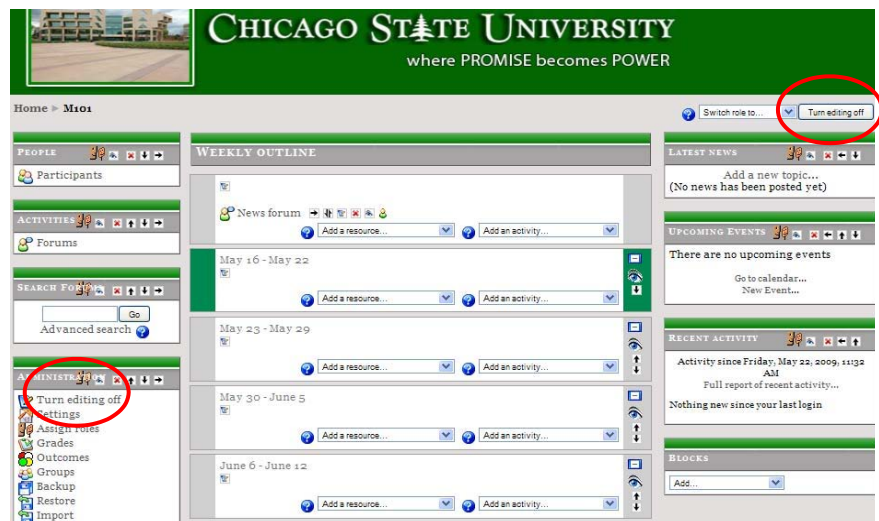 CHICAGO STATE UNIVERSITY
where PROMISE becomes POWER
Home ► M101
Switch role to...
Turn editing off
PEOPLE
Participants
ACTIVITIES
Forums
SEARCH FO
Go
Advanced search
Turn editing off
Settings
Assign roles
Grades
Outcomes
Groups
Backup
Restore
Import
WEEKLY OUTLINE
News forum
Add a resource... Add an activity...
May 16 - May 22
Add a resource... Add an activity...
May 23 - May 29
Add a resource... Add an activity...
May 30 - June 5
Add a resource... Add an activity...
June 6 - June 12
Add a resource... Add an activity...
LATEST NEWS
Add a new topic...
(No news has been posted yet)
UPCOMING EVENTS
There are no upcoming events
Go to calendar...
New Event...
RECENT ACTIVITY
Activity since Friday, May 22, 2009, 11:32
AM
Full report of recent activity...
Nothing new since your last login
BLOCKS
Add...